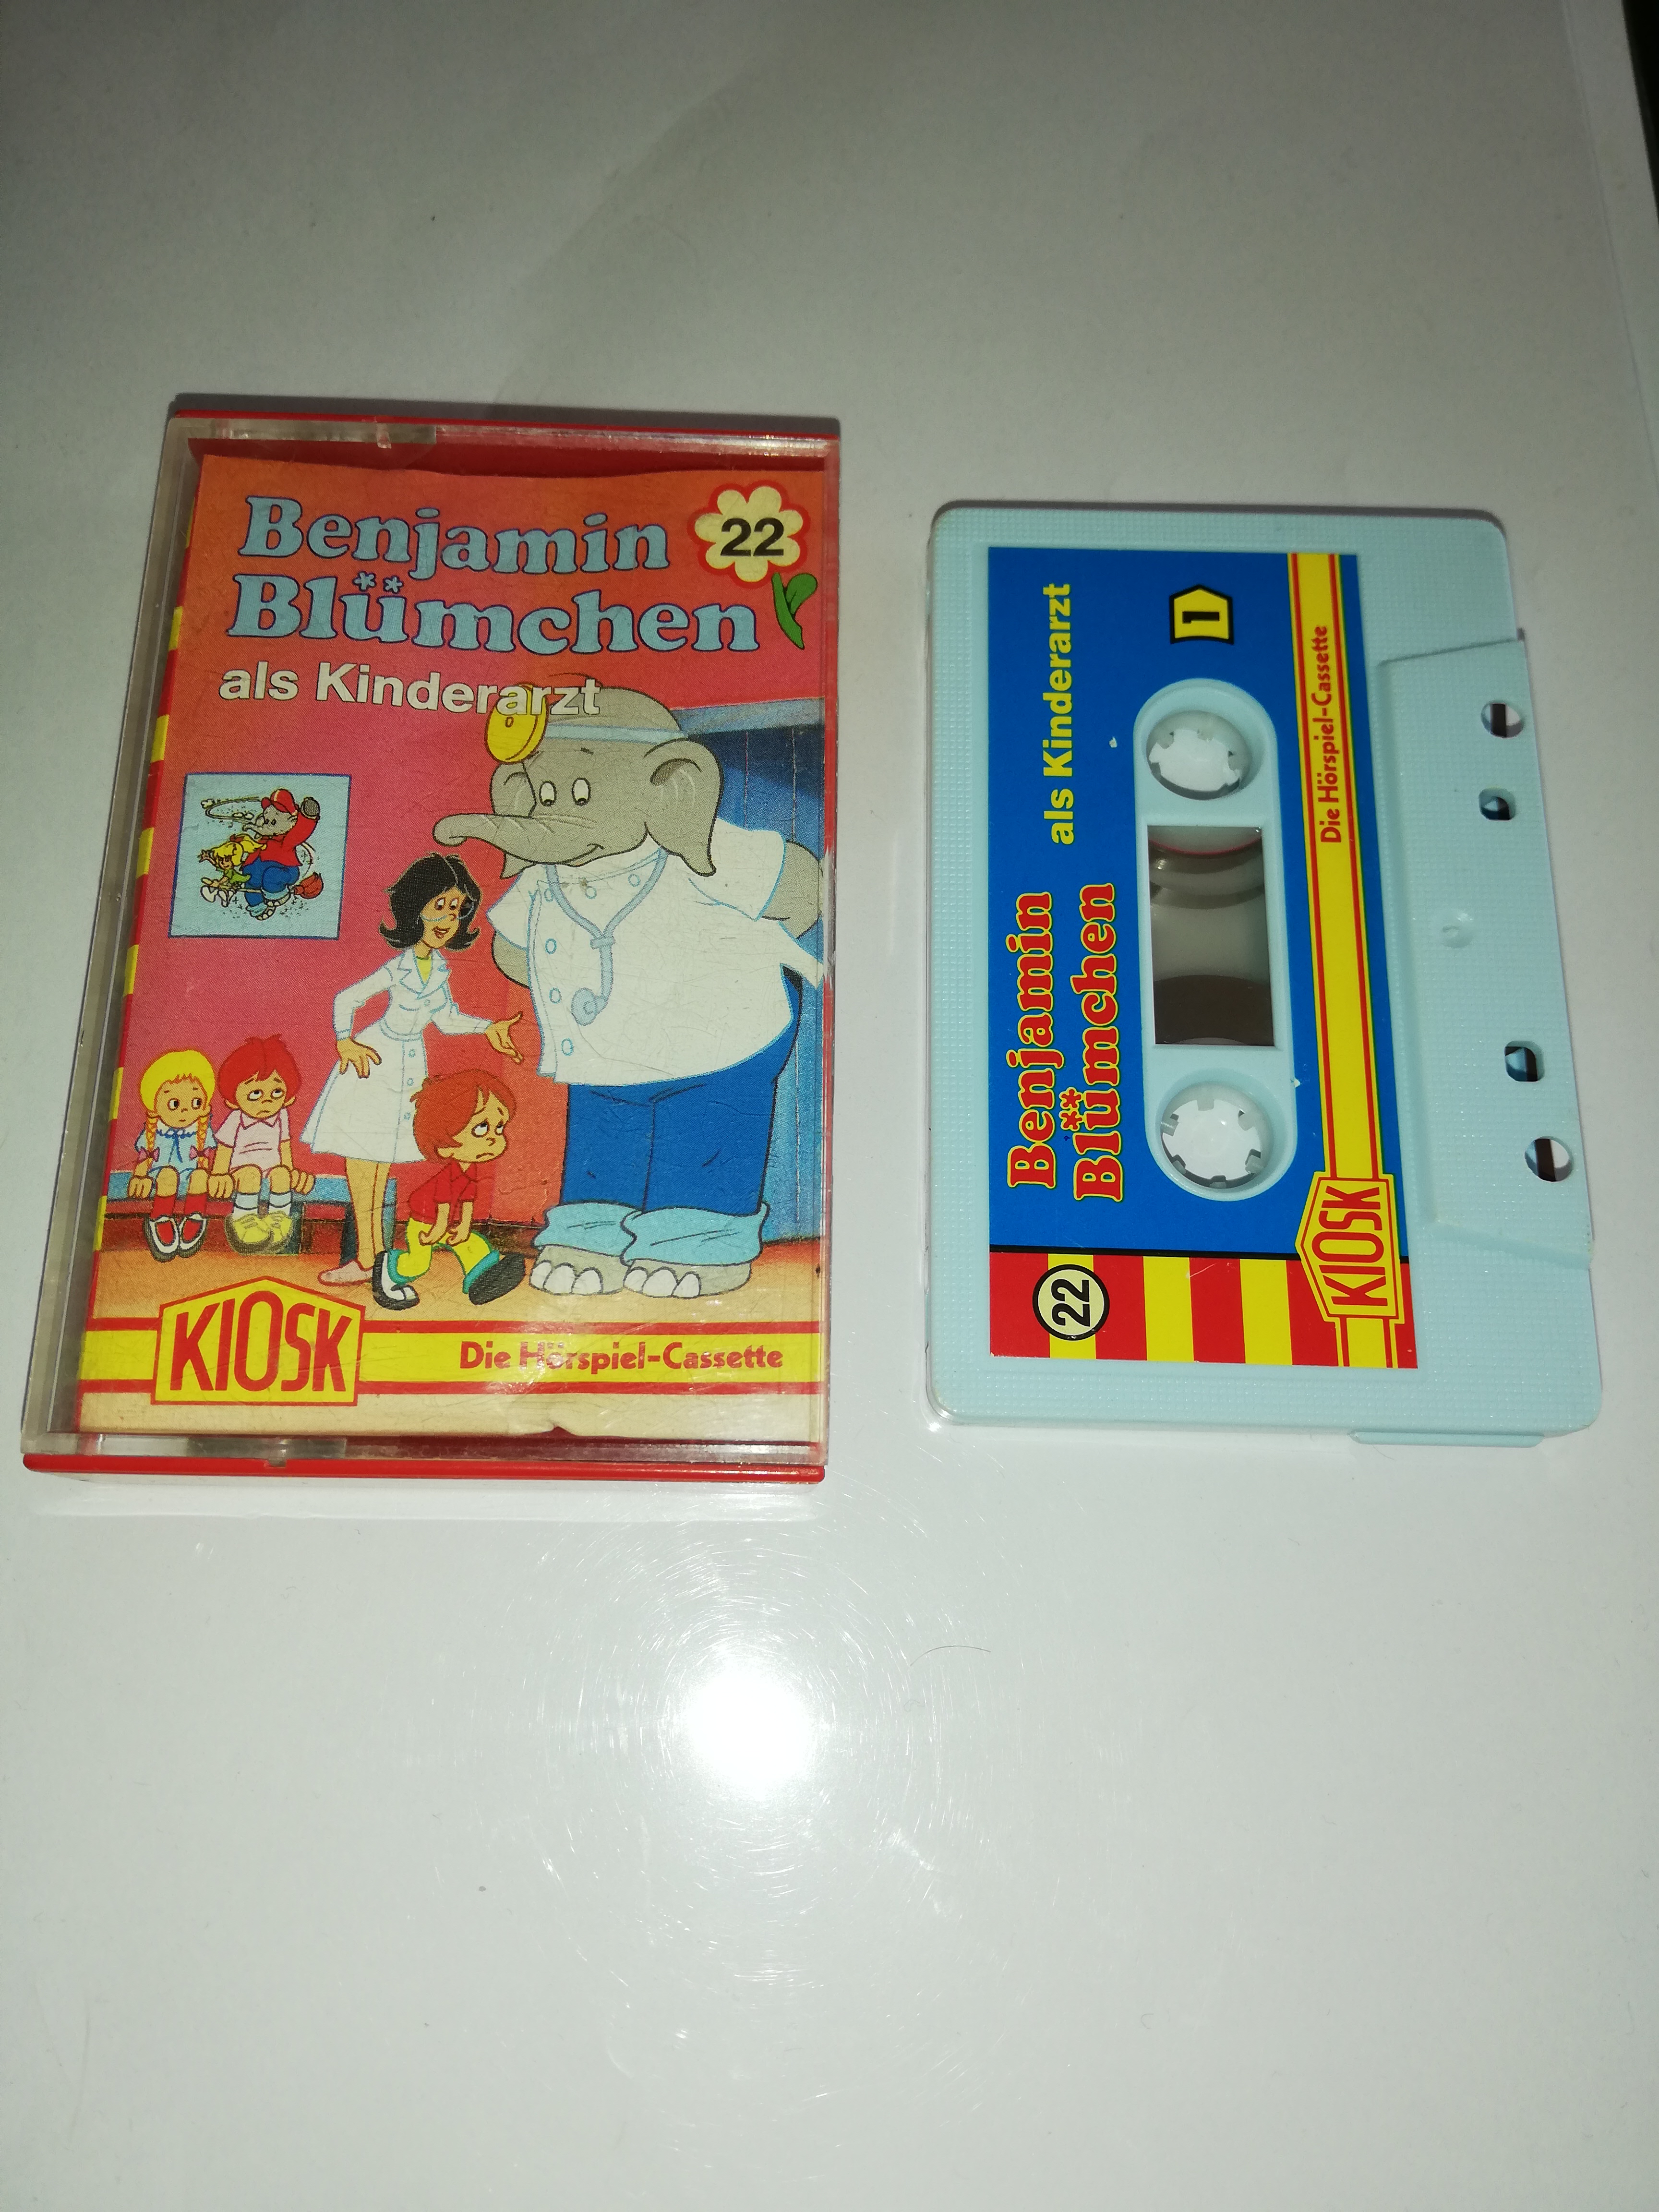 Benjamin
Blümchen
22
als Kinderarzt
KIOSK
Die Hörspiel-Cassette
22
Benjamin
Blümchen
als Kinderarzt
1
KIOSK
Die Hörspiel-Cassette